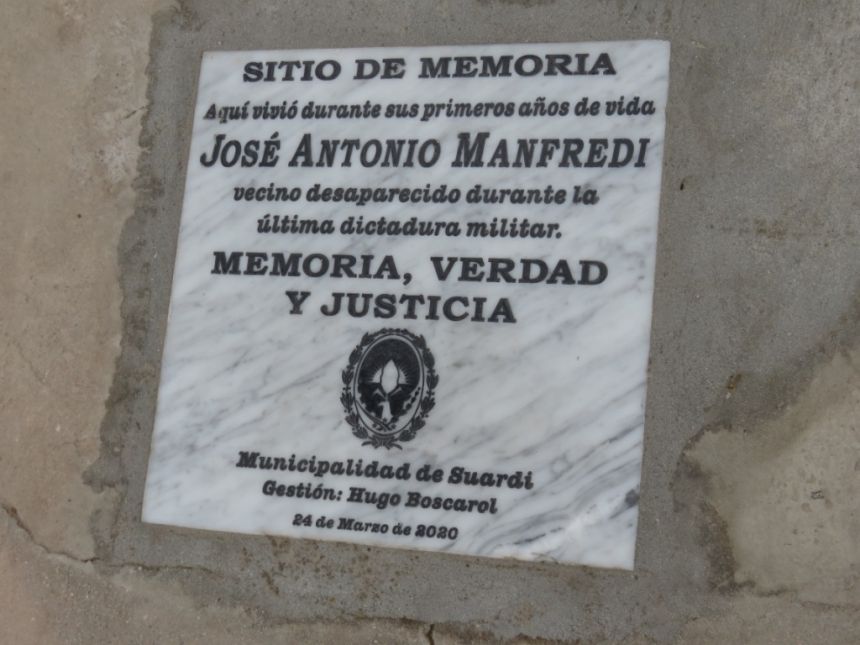 SITIO DE MEMORIA
Aquí vivió durante sus primeros años de vida
JOSÉ ANTONIO MANFREDI
vecino desaparecido durante la
última dictadura militar.
MEMORIA, VERDAD
Y JUSTICIA
Municipalidad de Suardi
Gestión: Hugo Boscarol
24 de Marzo de 2020